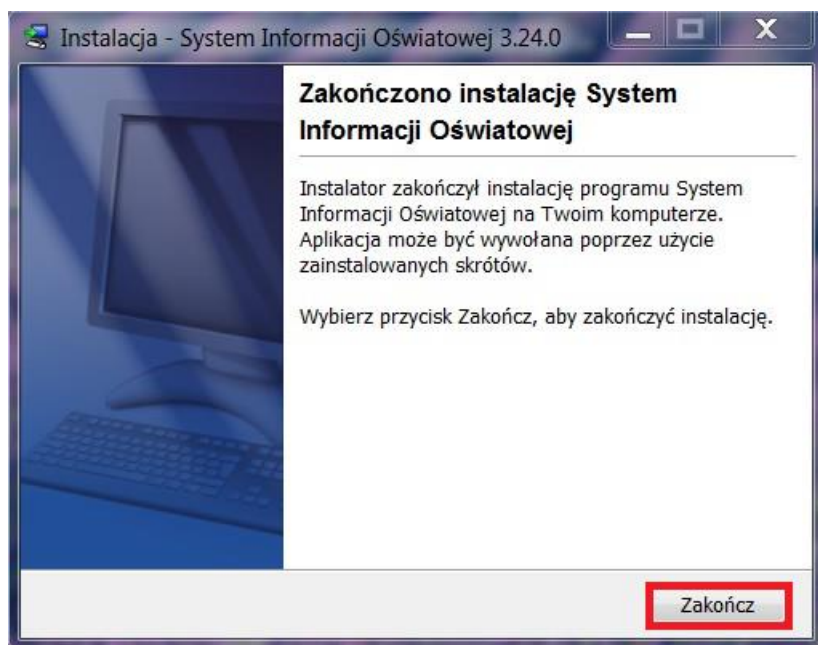 Instalacja - System Informacji Oświatowej 3.24.0
Zakończono instalację System
Informacji Oświatowej
Instalator zakończył instalację programu System
Informacji Oświatowej na Twoim komputerze.
Aplikacja może być wywołana poprzez użycie
zainstalowanych skrótów.
Wybierz przycisk Zakończ, aby zakończyć instalację.
Zakończ